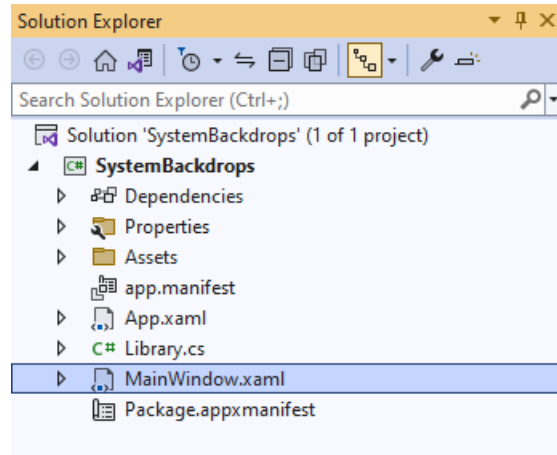 Solution Explorer
Search Solution Explorer (Ctrl+;)
Solution 'SystemBackdrops' (1 of 1 project)
C# SystemBackdrops
Dependencies
Properties
Assets
app.manifest
App.xaml
C# Library.cs
MainWindow.xaml
Package.appxmanifest